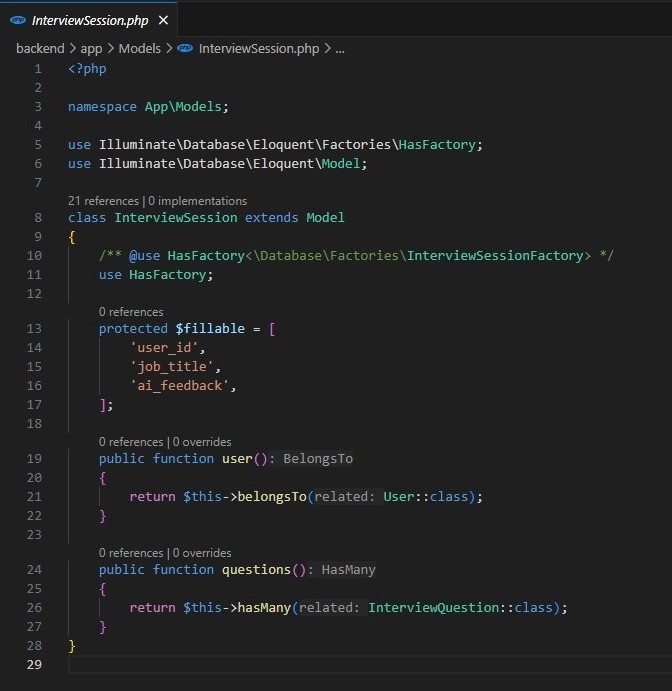 php InterviewSession.php ×
backend > app > Models > php InterviewSession.php > ...
1 <?php
2
3 namespace App\Models;
4
5 use Illuminate\Database\Eloquent\Factories\HasFactory;
6 use Illuminate\Database\Eloquent\Model;
7
21 references | 0 implementations
8 class InterviewSession extends Model
9 {
10     /** @use HasFactory<\Database\Factories\InterviewSessionFactory> */
11     use HasFactory;
12
0 references
13     protected $fillable = [
14         'user_id',
15         'job_title',
16         'ai_feedback',
17     ];
18
0 references | 0 overrides
19     public function user(): BelongsTo
20     {
21         return $this->belongsTo(related: User::class);
22     }
23
0 references | 0 overrides
24     public function questions(): HasMany
25     {
26         return $this->hasMany(related: InterviewQuestion::class);
27     }
28 }
29